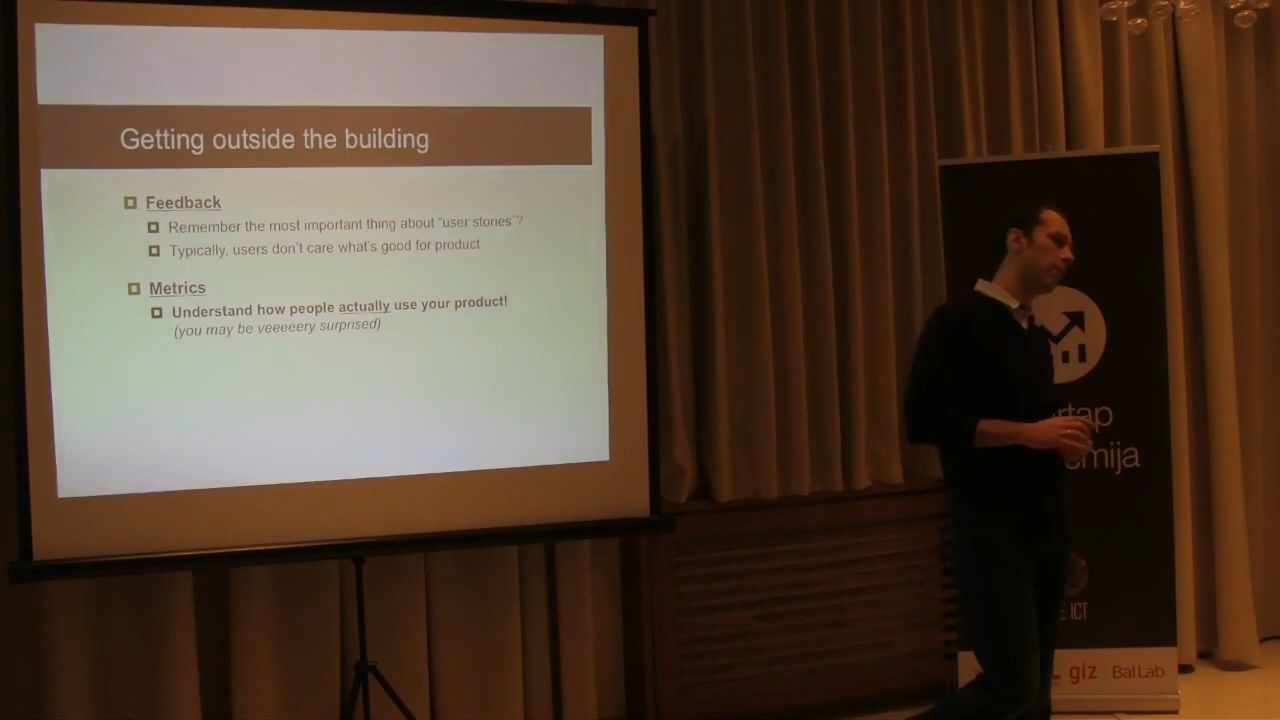 Getting outside the building
Feedback
Remember the most important thing about "user stories"?
Typically, users don't care what's good for product
Metrics
Understand how people actually use your product!
(you may be veeeeery surprised)
ICT
giz BalLab